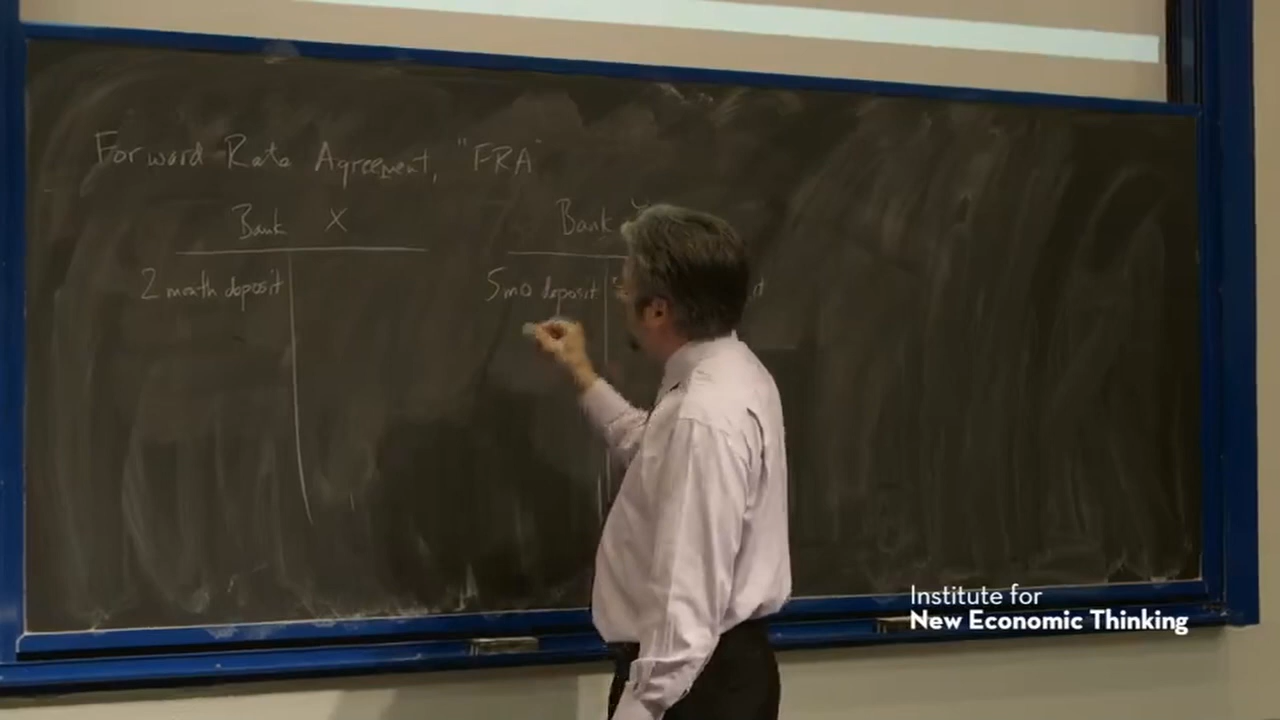 Forward Rate Agreement, "FRA"
Bank X
Bank
2 month deposit
5 mo deposit
Institute for
New Economic Thinking